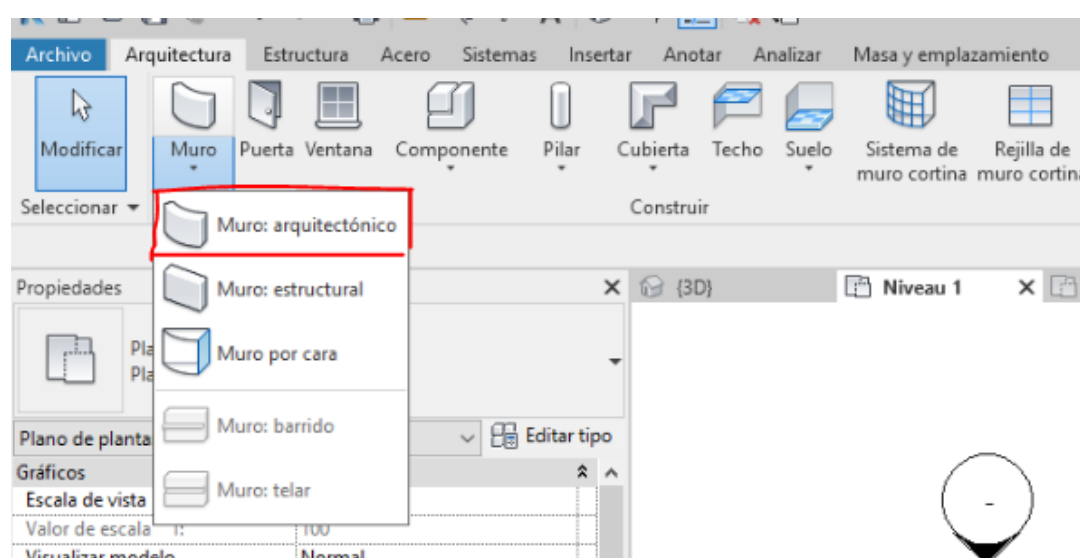 Archivo Arquitectura Estructura Acero Sistemas Insertar Anotar Analizar Masa y emplazamiento
Modificar Muro Puerta Ventana Componente Pilar Cubierta Techo Suelo Sistema de muro cortina Rejilla de muro cortina
Seleccionar Construir
Muro: arquitectónico
Muro: estructural
Muro por cara
Muro: barrido
Muro: telar
Propiedades {3D} Niveau 1
Plano de planta Editar tipo
Gráficos
Escala de vista
Valor de escala 1: 100
Visualizar modelo Normal
-